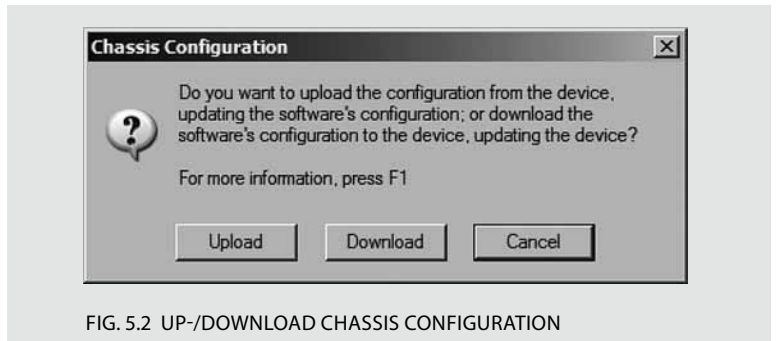 Chassis Configuration
Do you want to upload the configuration from the device,
updating the software's configuration; or download the
software's configuration to the device, updating the device?
For more information, press F1
Upload
Download
Cancel
FIG. 5.2 UP-/DOWNLOAD CHASSIS CONFIGURATION